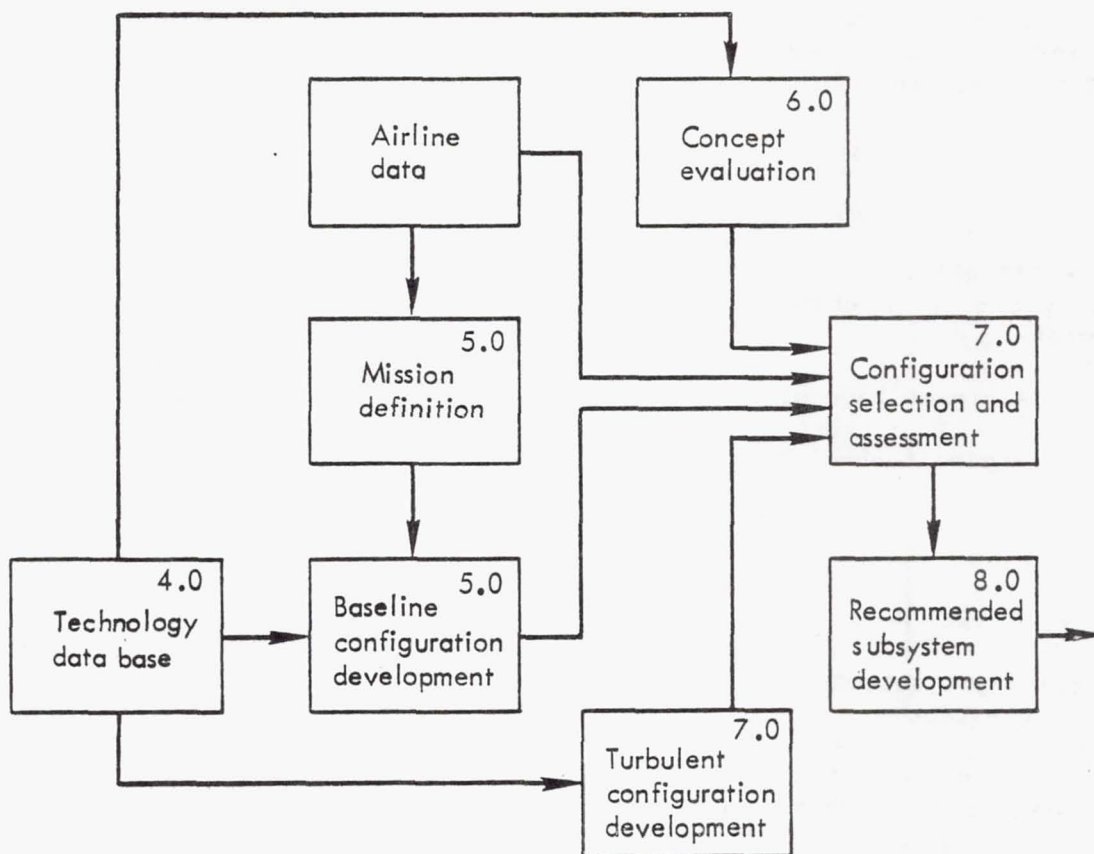 6.0
Concept
evaluation
Airline
data
5.0
Mission
definition
7.0
Configuration
selection and
assessment
4.0
Technology
data base
5.0
Baseline
configuration
development
8.0
Recommended
subsystem
development
7.0
Turbulent
configuration
development